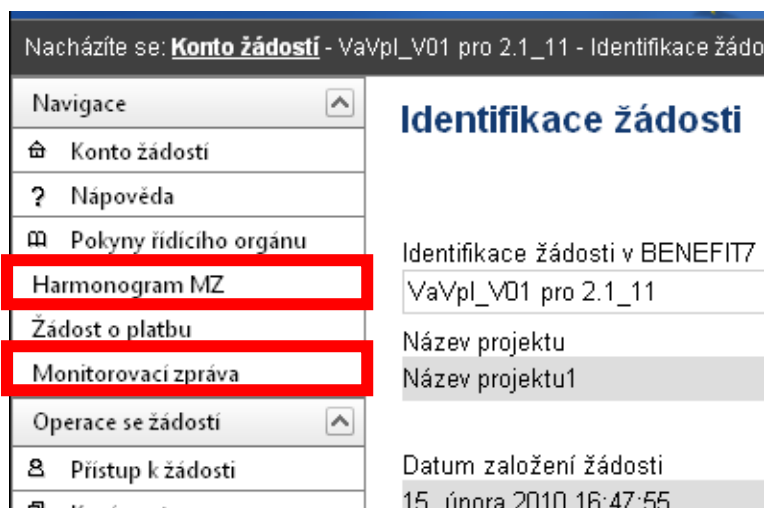 Nacházíte se: Konto žádostí - VaVpI_V01 pro 2.1_11 - Identifikace žádo
Navigace
Konto žádostí
? Nápověda
Pokyny řídícího orgánu
Harmonogram MZ
Žádost o platbu
Monitorovací zpráva
Operace se žádostí
Přístup k žádosti
Identifikace žádosti
Identifikace žádosti v BENEFIT7
VaVpI_V01 pro 2.1_11
Název projektu
Název projektu1
Datum založení žádosti
15. února 2010 16:47:55